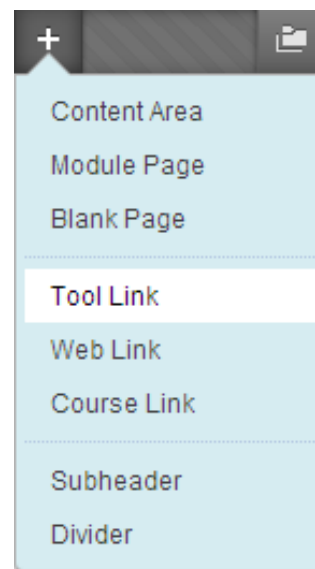 Content Area
Module Page
Blank Page
Tool Link
Web Link
Course Link
Subheader
Divider